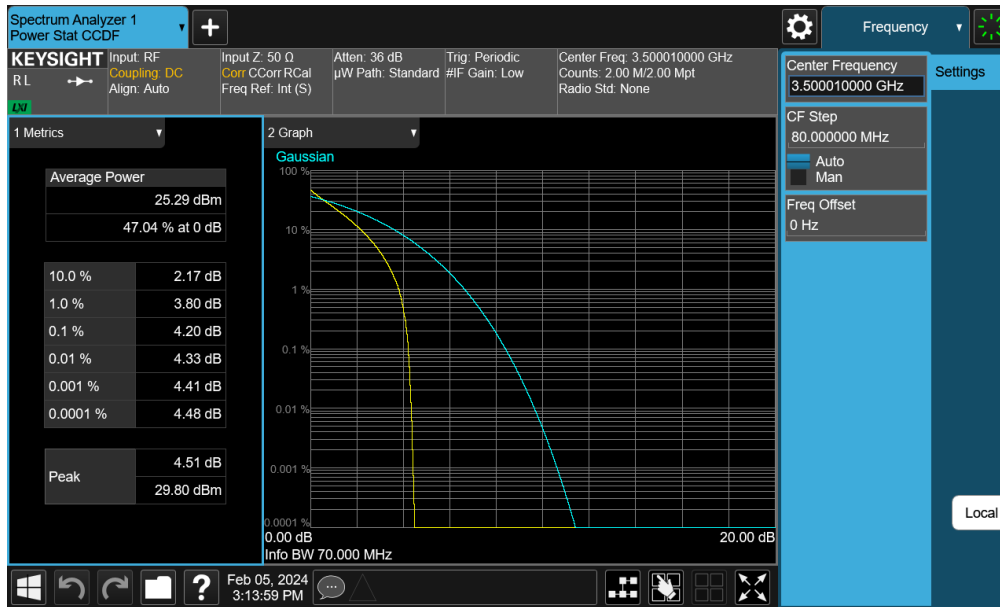 Spectrum Analyzer 1
Power Stat CCDF
+
Frequency
KEYSIGHT
R L
LXI
Input: RF
Coupling: DC
Align: Auto
Input Z: 50 Ω
Corr CCorr RCal
Freq Ref: Int (S)
Atten: 36 dB
µW Path: Standard
Trig: Periodic
#IF Gain: Low
Center Freq: 3.500010000 GHz
Counts: 2.00 M/2.00 Mpt
Radio Std: None
Center Frequency
3.500010000 GHz
Settings
CF Step
80.000000 MHz
Auto
Man
Freq Offset
0 Hz
1 Metrics
Average Power
25.29 dBm
47.04 % at 0 dB
10.0 % 2.17 dB
1.0 % 3.80 dB
0.1 % 4.20 dB
0.01 % 4.33 dB
0.001 % 4.41 dB
0.0001 % 4.48 dB
Peak
4.51 dB
29.80 dBm
2 Graph
Gaussian
100 %
10 %
1 %
0.1 %
0.01 %
0.001 %
0.0001 %
0.00 dB 20.00 dB
Info BW 70.000 MHz
Local
?
Feb 05, 2024
3:13:59 PM